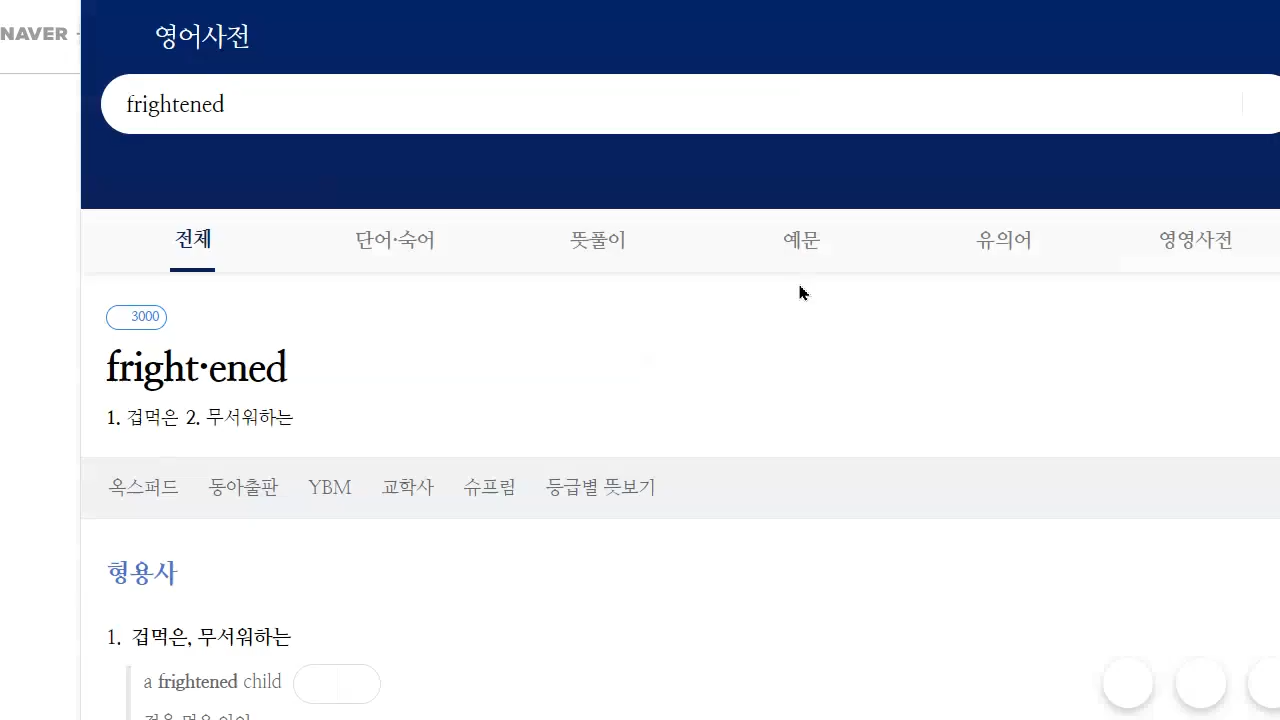 NAVER
영어사전
frightened
전체 단어·숙어 뜻풀이 예문 유의어 영영사전
3000
fright·ened
1. 겁먹은 2. 무서워하는
옥스퍼드 동아출판 YBM 교학사 슈프림 등급별 뜻보기
형용사
1. 겁먹은, 무서워하는
a frightened child